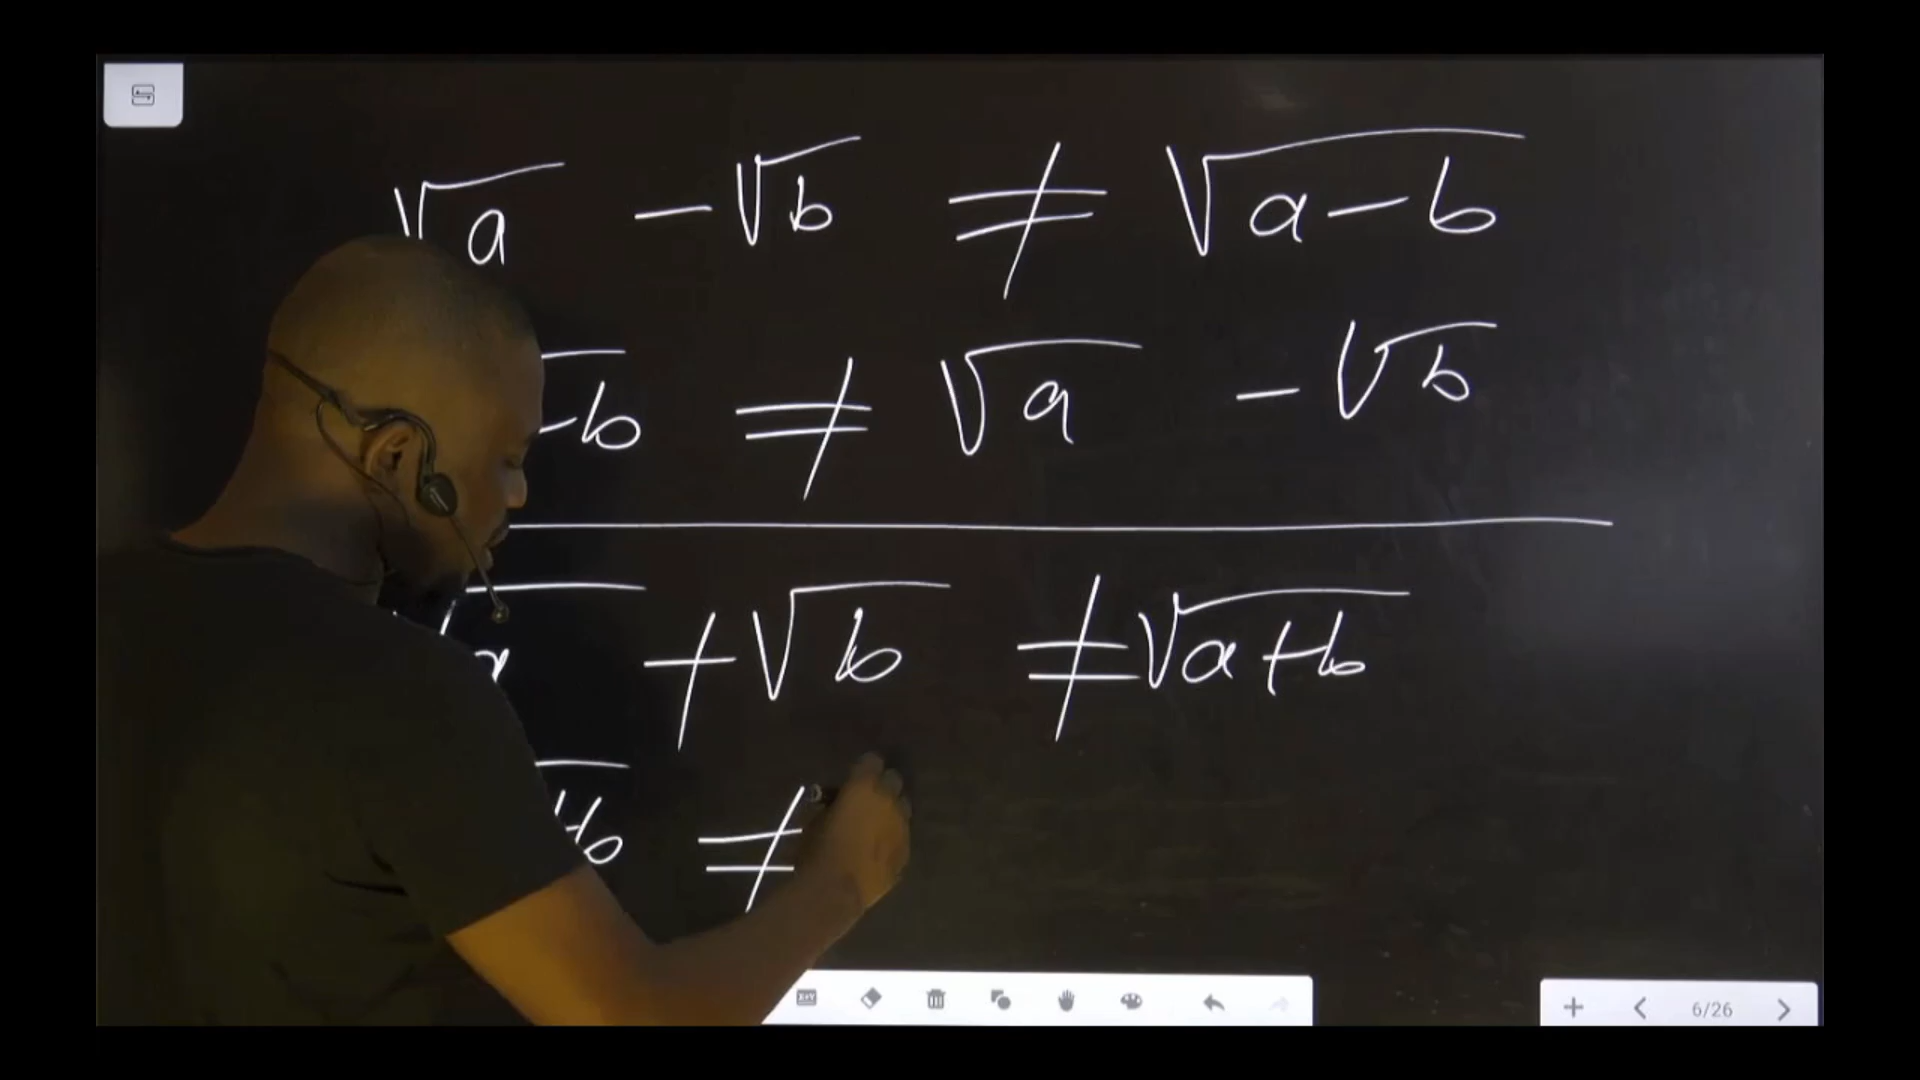 √a - √b ≠ √a-b
-b ≠ √a - √b
+ √b ≠ √a+b
+b ≠
6/26